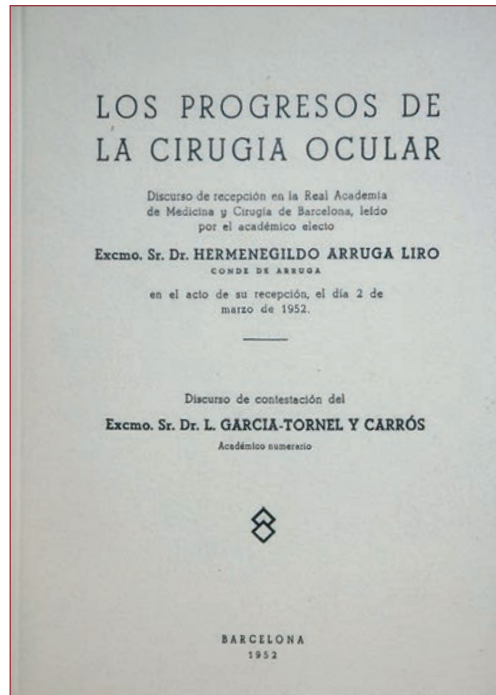 LOS PROGRESOS DE
LA CIRUGIA OCULAR
Discurso de recepción en la Real Academia
de Medicina y Cirugía de Barcelona, leído
por el académico electo
Excmo. Sr. Dr. HERMENEGILDO ARRUGA LIRO
CONDE DE ARRUGA
en el acto de su recepción, el día 2 de
marzo de 1952.
Discurso de contestación del
Excmo. Sr. Dr. L. GARCIA-TORNEL Y CARRÓS
Académico numerario
BARCELONA
1952